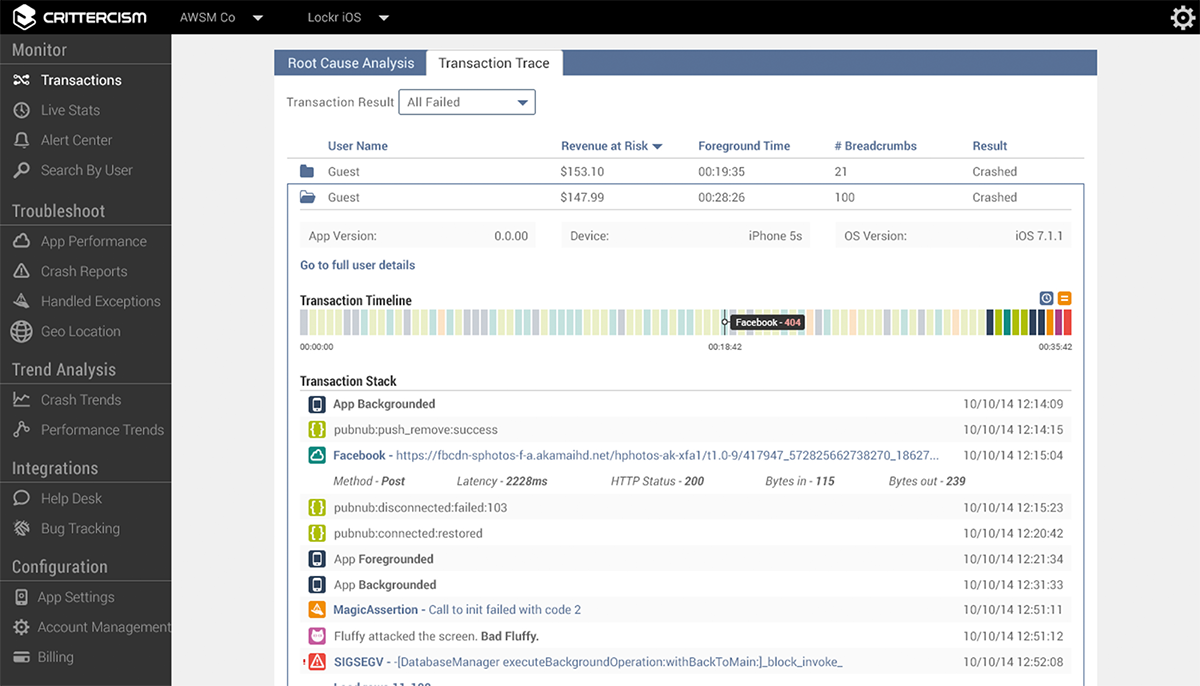 CRITTERCISM AWSM Co Lockr iOS
Monitor
Transactions
Live Stats
Alert Center
Search By User
Troubleshoot
App Performance
Crash Reports
Handled Exceptions
Geo Location
Trend Analysis
Crash Trends
Performance Trends
Integrations
Help Desk
Bug Tracking
Configuration
App Settings
Account Management
Billing
Root Cause Analysis Transaction Trace
Transaction Result All Failed
User Name Revenue at Risk Foreground Time # Breadcrumbs Result
Guest $153.10 00:19:35 21 Crashed
Guest $147.99 00:28:26 100 Crashed
App Version: 0.0.00 Device: iPhone 5s OS Version: iOS 7.1.1
Go to full user details
Transaction Timeline
Facebook - 404
00:00:00 00:18:42 00:35:42
Transaction Stack
App Backgrounded 10/10/14 12:14:09
pubnub:push_remove:success 10/10/14 12:14:15
Facebook - https://fbcdn-sphotos-f-a.akamaihd.net/hphotos-ak-xfa1/t1.0-9/417947_572825662738270_18627... 10/10/14 12:15:04
Method - Post Latency - 2228ms HTTP Status - 200 Bytes in - 115 Bytes out - 239
pubnub:disconnected:failed:103 10/10/14 12:15:23
pubnub:connected:restored 10/10/14 12:20:42
App Foregrounded 10/10/14 12:21:34
App Backgrounded 10/10/14 12:31:33
MagicAssertion - Call to init failed with code 2 10/10/14 12:51:11
Fluffy attacked the screen. Bad Fluffy. 10/10/14 12:51:12
SIGSEGV - -[DatabaseManager executeBackgroundOperation:withBackToMain:]_block_invoke_ 10/10/14 12:52:08